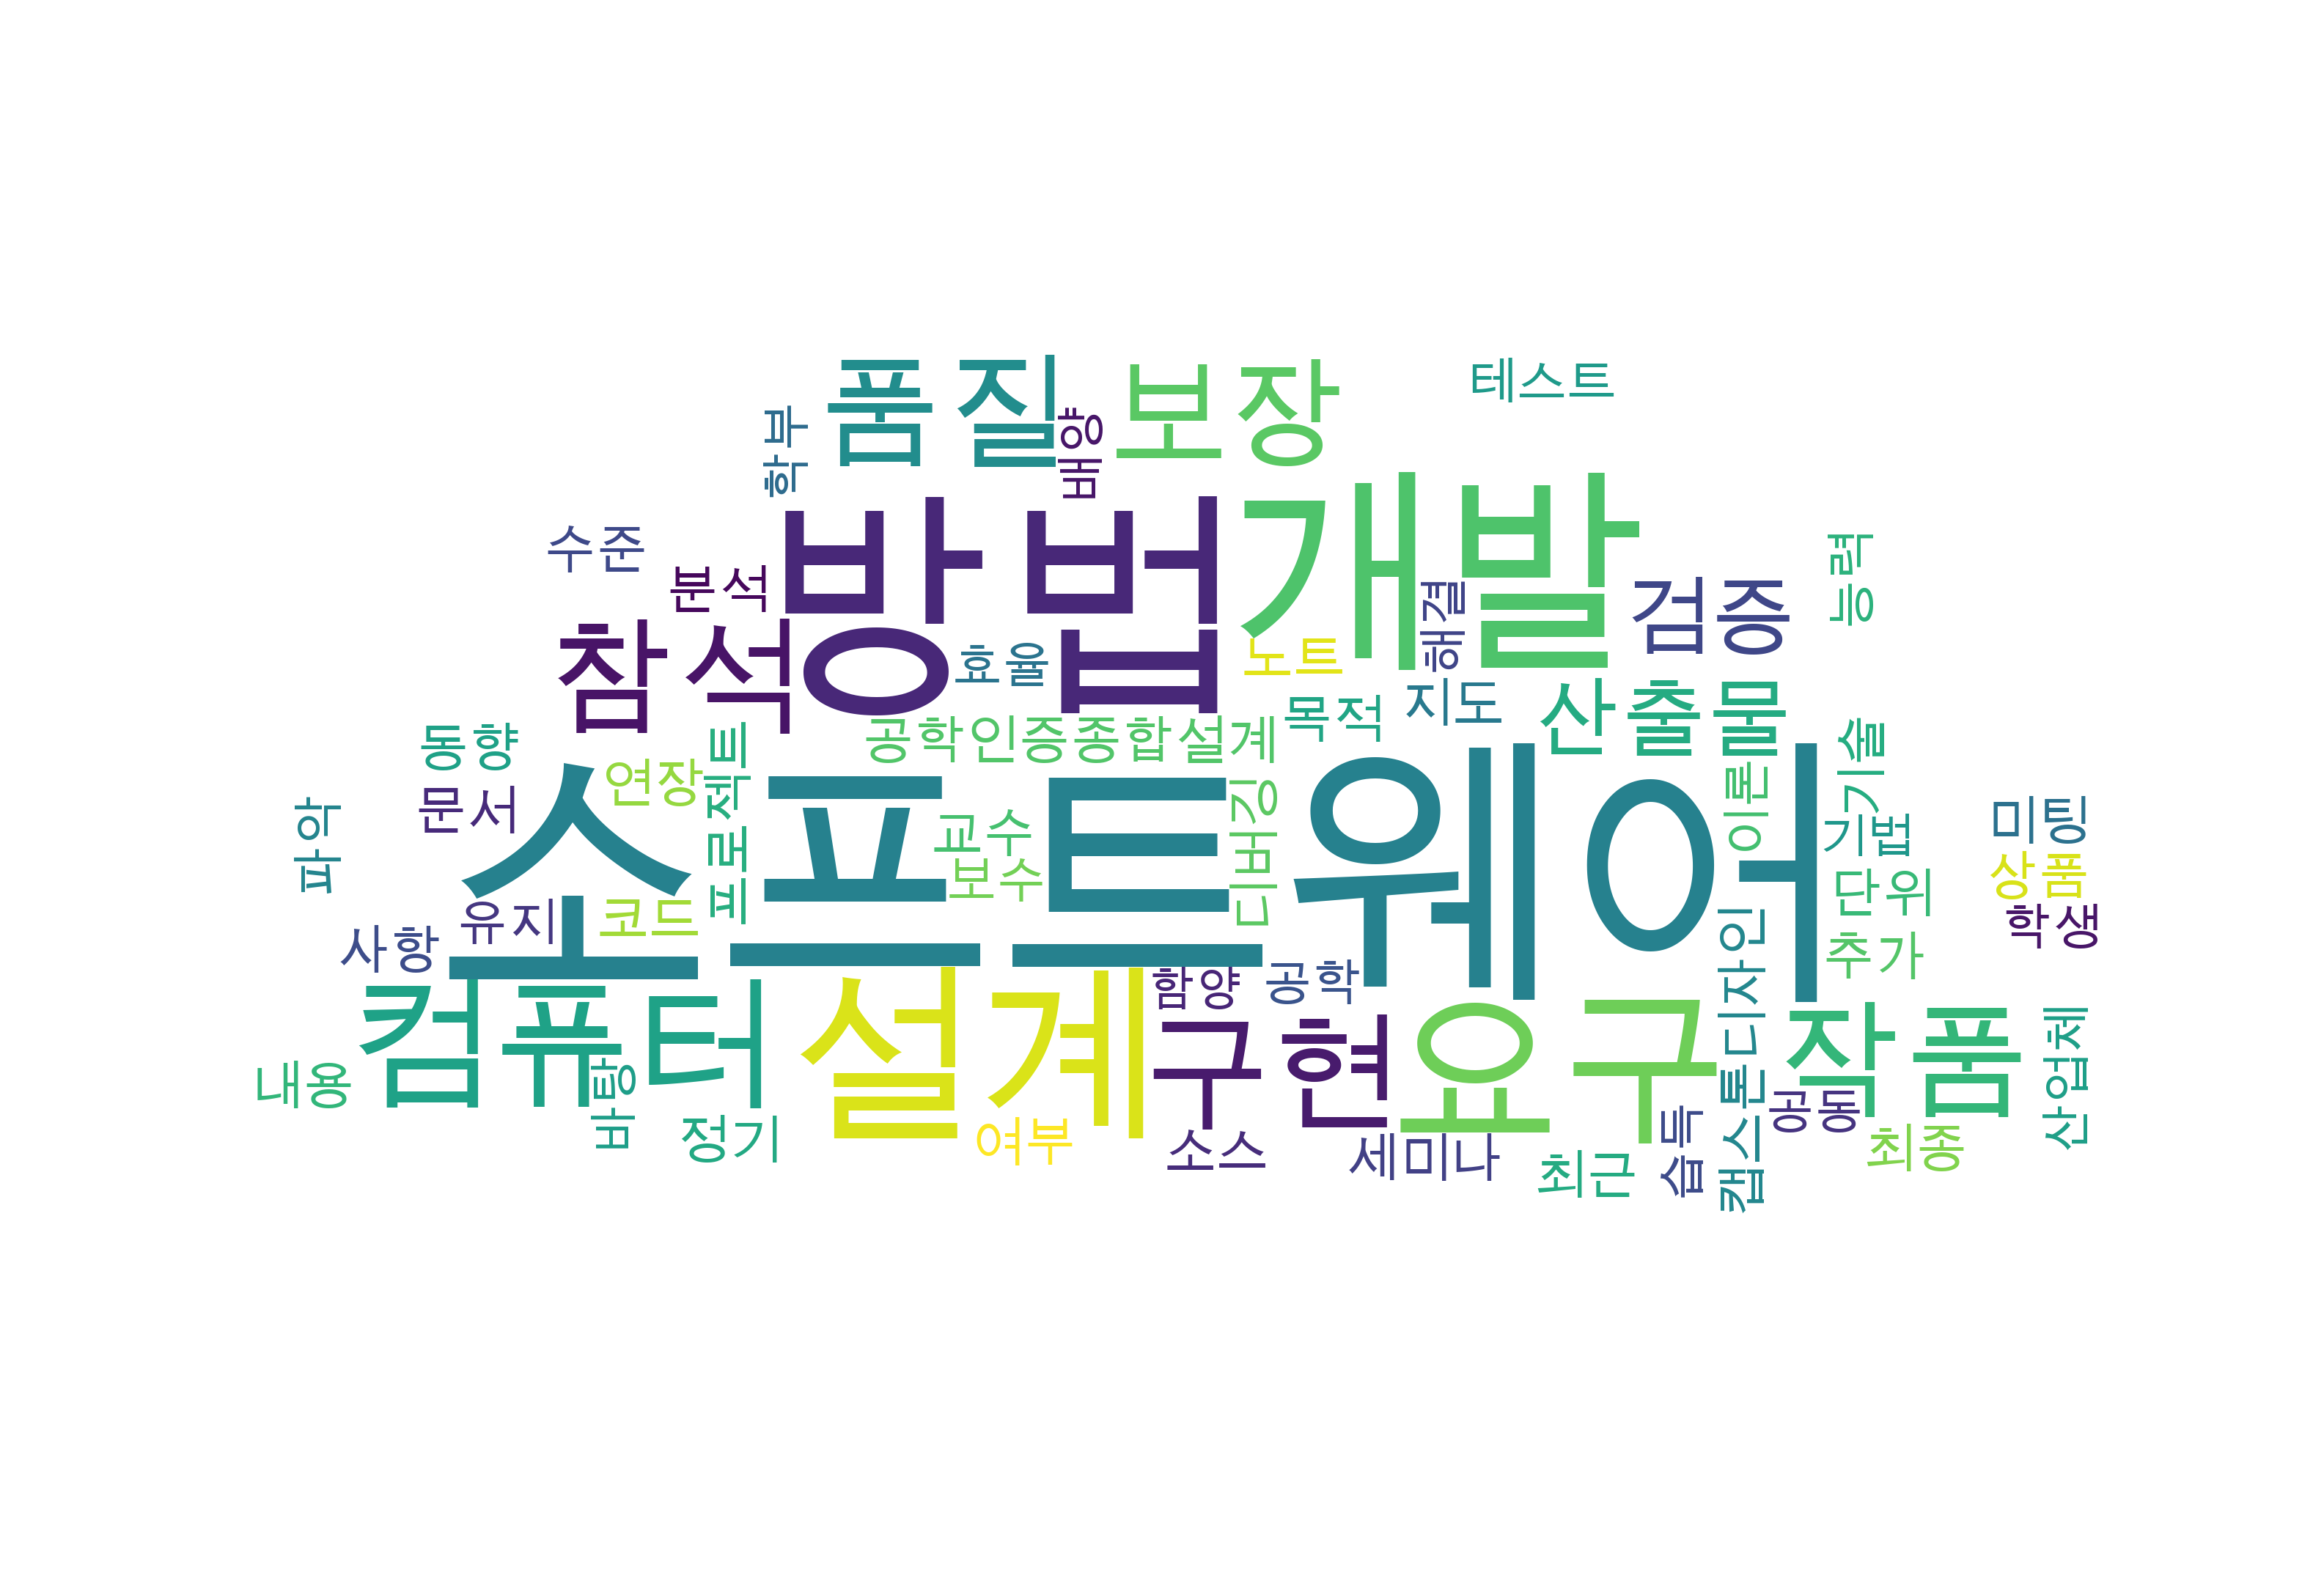 품질
보장
테스트
학부
배양
방법
개발
수준
분석
능력
검증
해결
참석
효율
노트
지도
산출물
목적
공학인증종합설계
동향
연장
프로젝트
기술
이론
소프트웨어
문서
파악
교수
보수
디버깅
기법
미팅
상품
단위
학생
유지
코드
사항
추가
캡스톤디자인
함양
공학
컴퓨터
설계
구현
요구
작품
산업체
내용
병행
정기
여부
소스
세미나
최근
습득
공동
최종